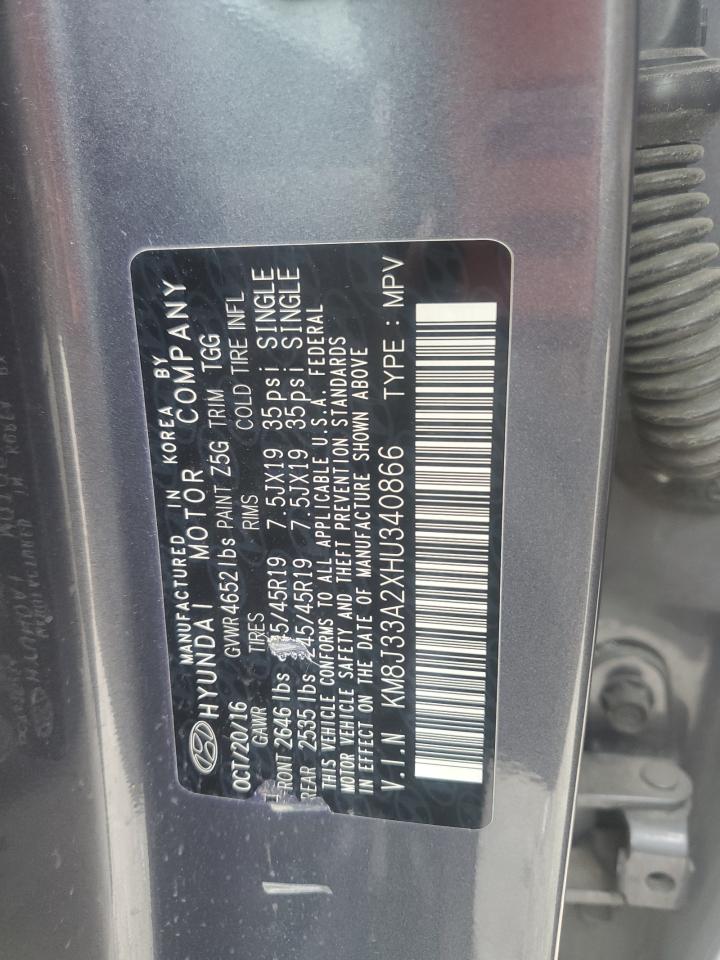 MANUFACTURED IN KOREA BY
HYUNDAI MOTOR COMPANY
OCT/20/16 GVWR4652lbs PAINT Z5G TRIM TGG
GAWR TIRES RIMS COLD TIRE INFL
2646 lbs 5/45R19 7.5JX19 35psi SINGLE
REAR 2535 lbs 245/45R19 7.5JX19 35psi SINGLE
THIS VEHICLE CONFORMS TO ALL APPLICABLE U.S.A. FEDERAL
MOTOR VEHICLE SAFETY AND THEFT PREVENTION STANDARDS
IN EFFECT ON THE DATE OF MANUFACTURE SHOWN ABOVE
V.I.N KM8J33A2XHU340866 TYPE : MPV